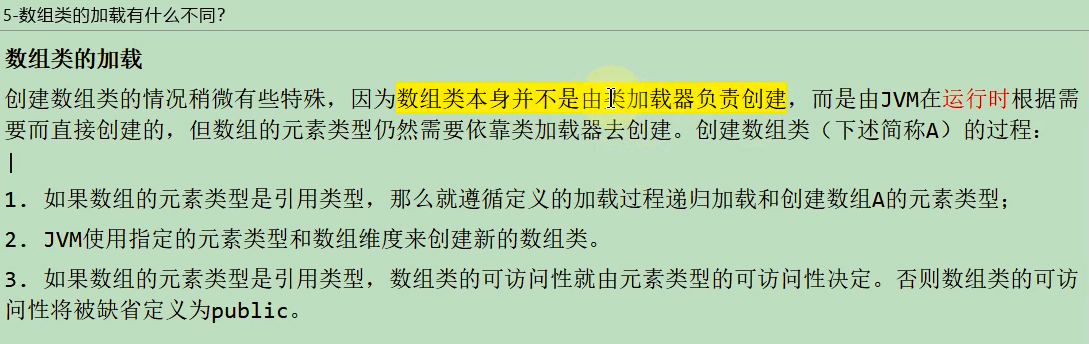 5-数组类的加载有什么不同？
数组类的加载
创建数组类的情况稍微有些特殊，因为数组类本身并不是由类加载器负责创建，而是由JVM在运行时根据需
要而直接创建的，但数组的元素类型仍然需要依靠类加载器去创建。创建数组类（下述简称A）的过程：
1. 如果数组的元素类型是引用类型，那么就遵循定义的加载过程递归加载和创建数组A的元素类型；
2. JVM使用指定的元素类型和数组维度来创建新的数组类。
3. 如果数组的元素类型是引用类型，数组类的可访问性就由元素类型的可访问性决定。否则数组类的可访
问性将被缺省定义为public。